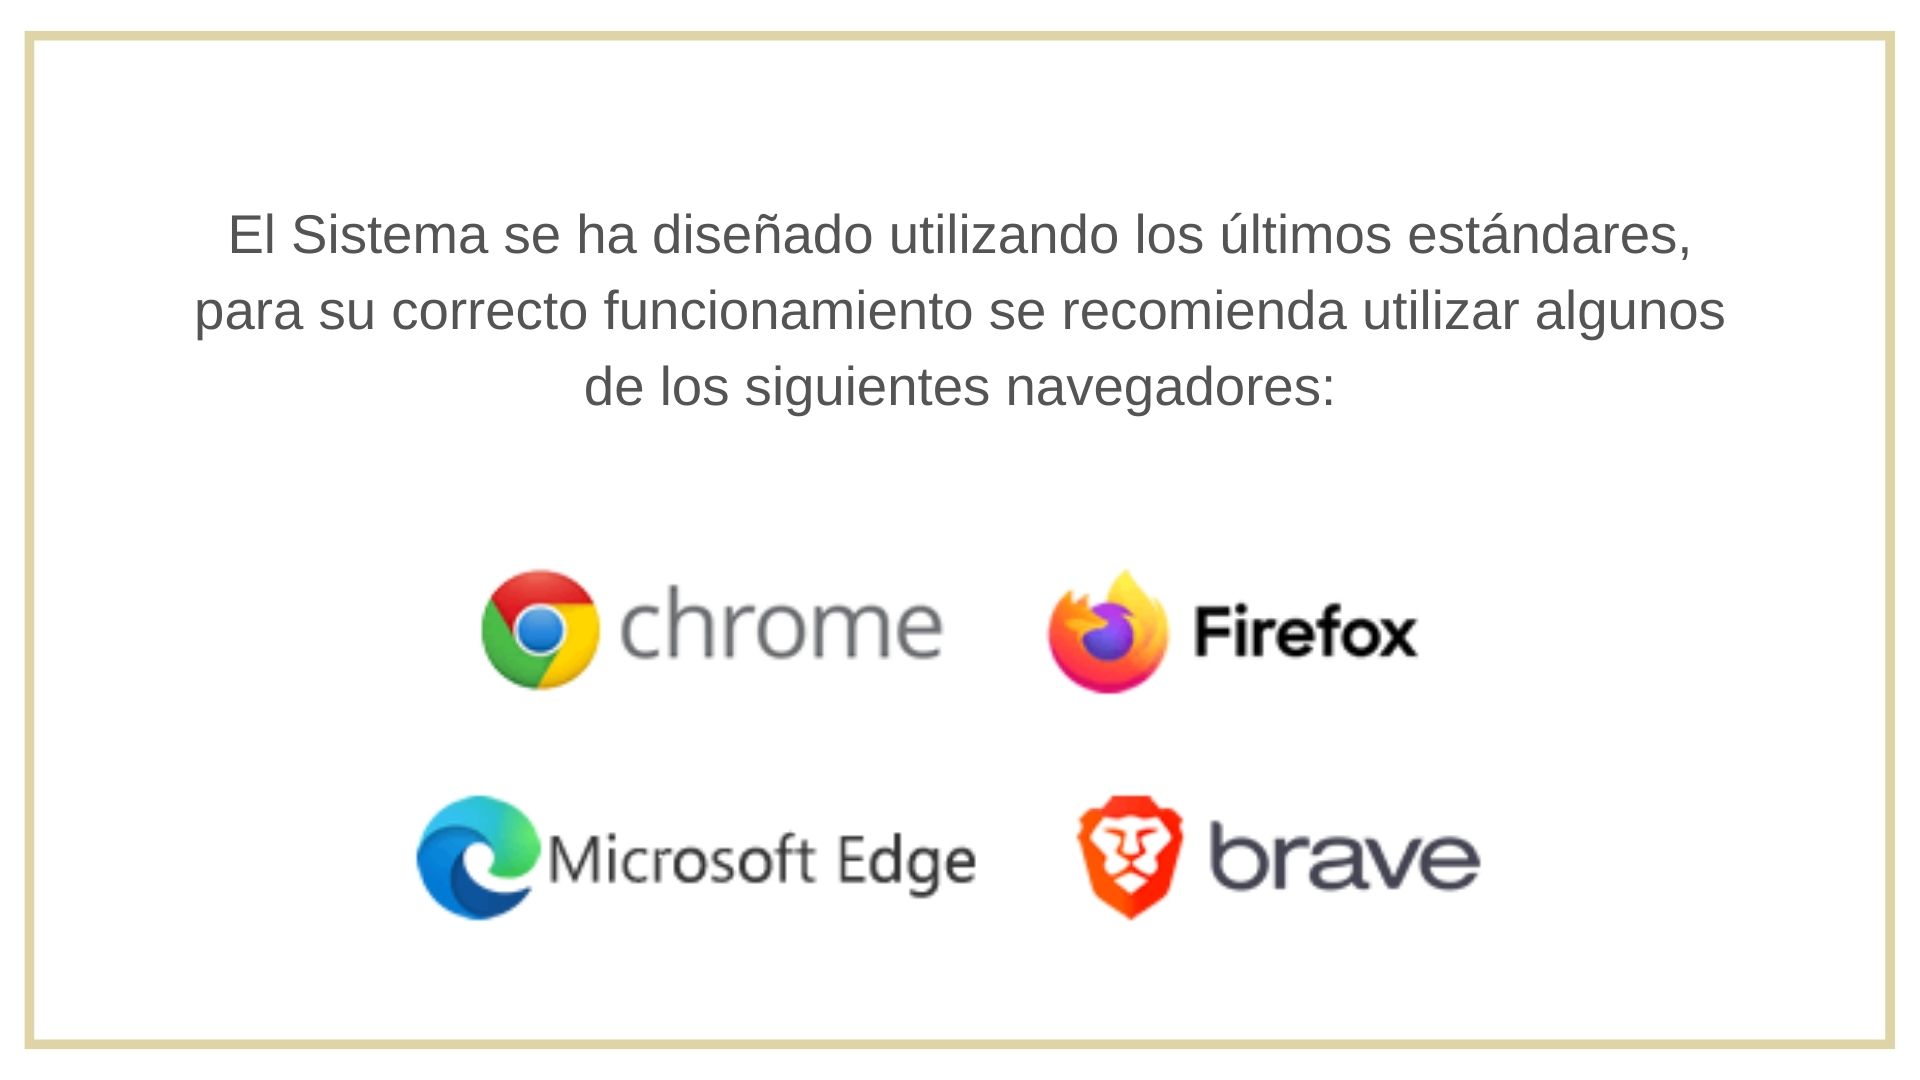 El Sistema se ha diseñado utilizando los últimos estándares,
para su correcto funcionamiento se recomienda utilizar algunos
de los siguientes navegadores:
chrome
Firefox
Microsoft Edge
brave